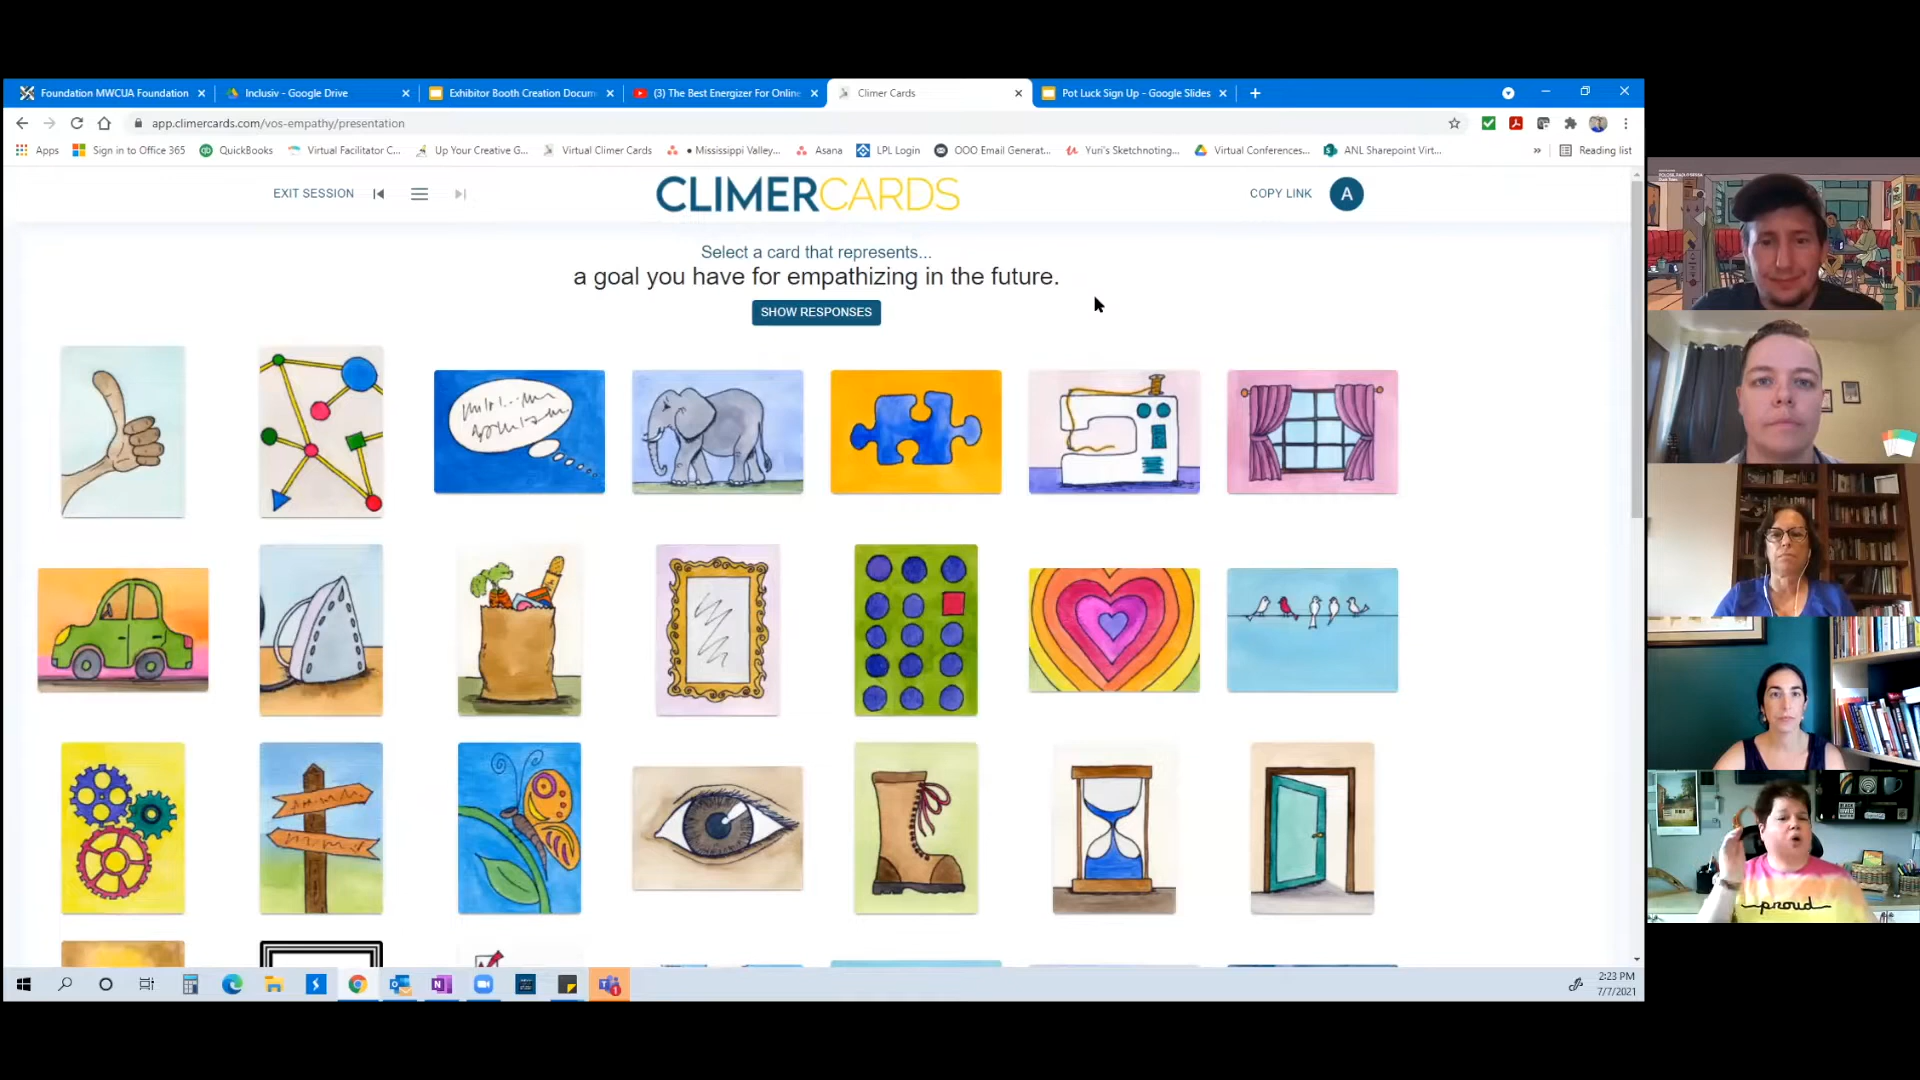 Foundation MWCUA Foundation
Inclusiv - Google Drive
Exhibitor Booth Creation Docum
(3) The Best Energizer For Online
Climer Cards
Pot Luck Sign Up - Google Slides
app.climercards.com/vos-empathy/presentation
Apps
Sign in to Office 365
QuickBooks
Virtual Facilitator C...
Up Your Creative G...
Virtual Climer Cards
• Mississippi Valley...
Asana
LPL Login
OOO Email Generat...
Yuri's Sketchnoting...
Virtual Conferences...
ANL Sharepoint Virt...
»
Reading list
EXIT SESSION
CLIMERCARDS
COPY LINK
A
Select a card that represents...
a goal you have for empathizing in the future.
SHOW RESPONSES
proud
2:23 PM
7/7/2021